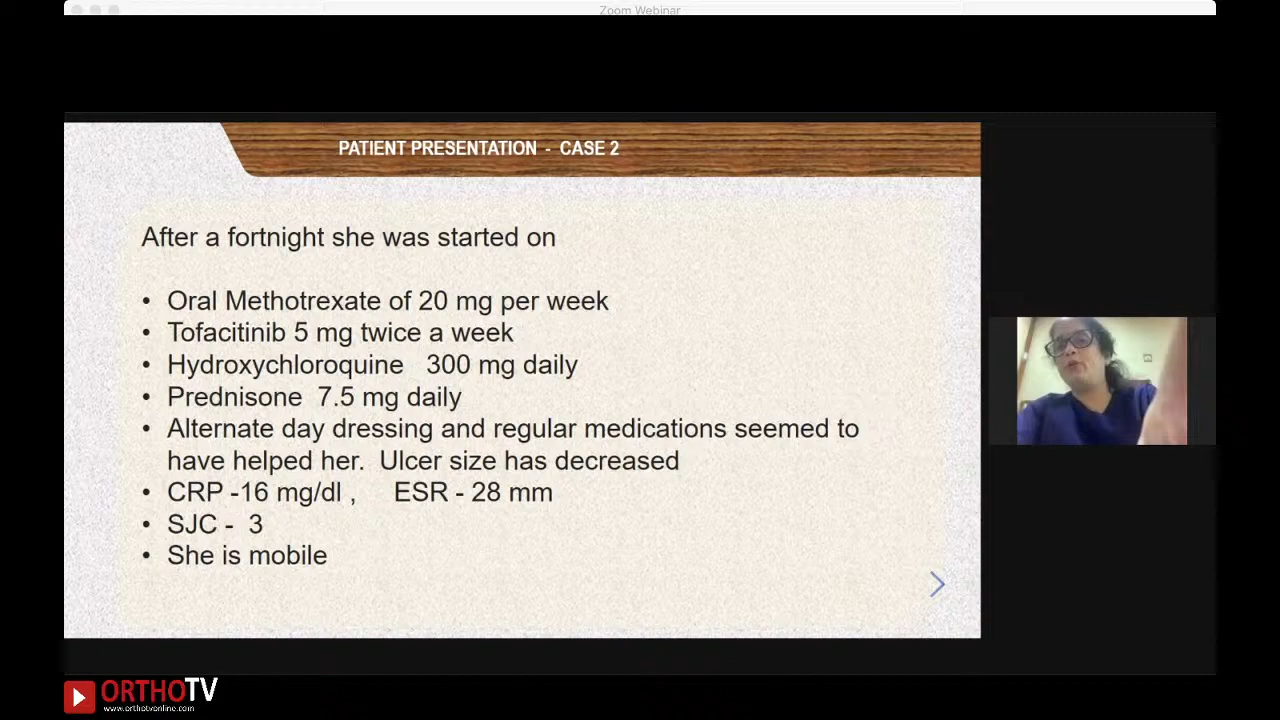 Zoom Webinar
PATIENT PRESENTATION - CASE 2
After a fortnight she was started on
• Oral Methotrexate of 20 mg per week
• Tofacitinib 5 mg twice a week
• Hydroxychloroquine 300 mg daily
• Prednisone 7.5 mg daily
• Alternate day dressing and regular medications seemed to
have helped her. Ulcer size has decreased
• CRP -16 mg/dl , ESR - 28 mm
• SJC - 3
• She is mobile
ORTHOTV
www.orthotvonline.com